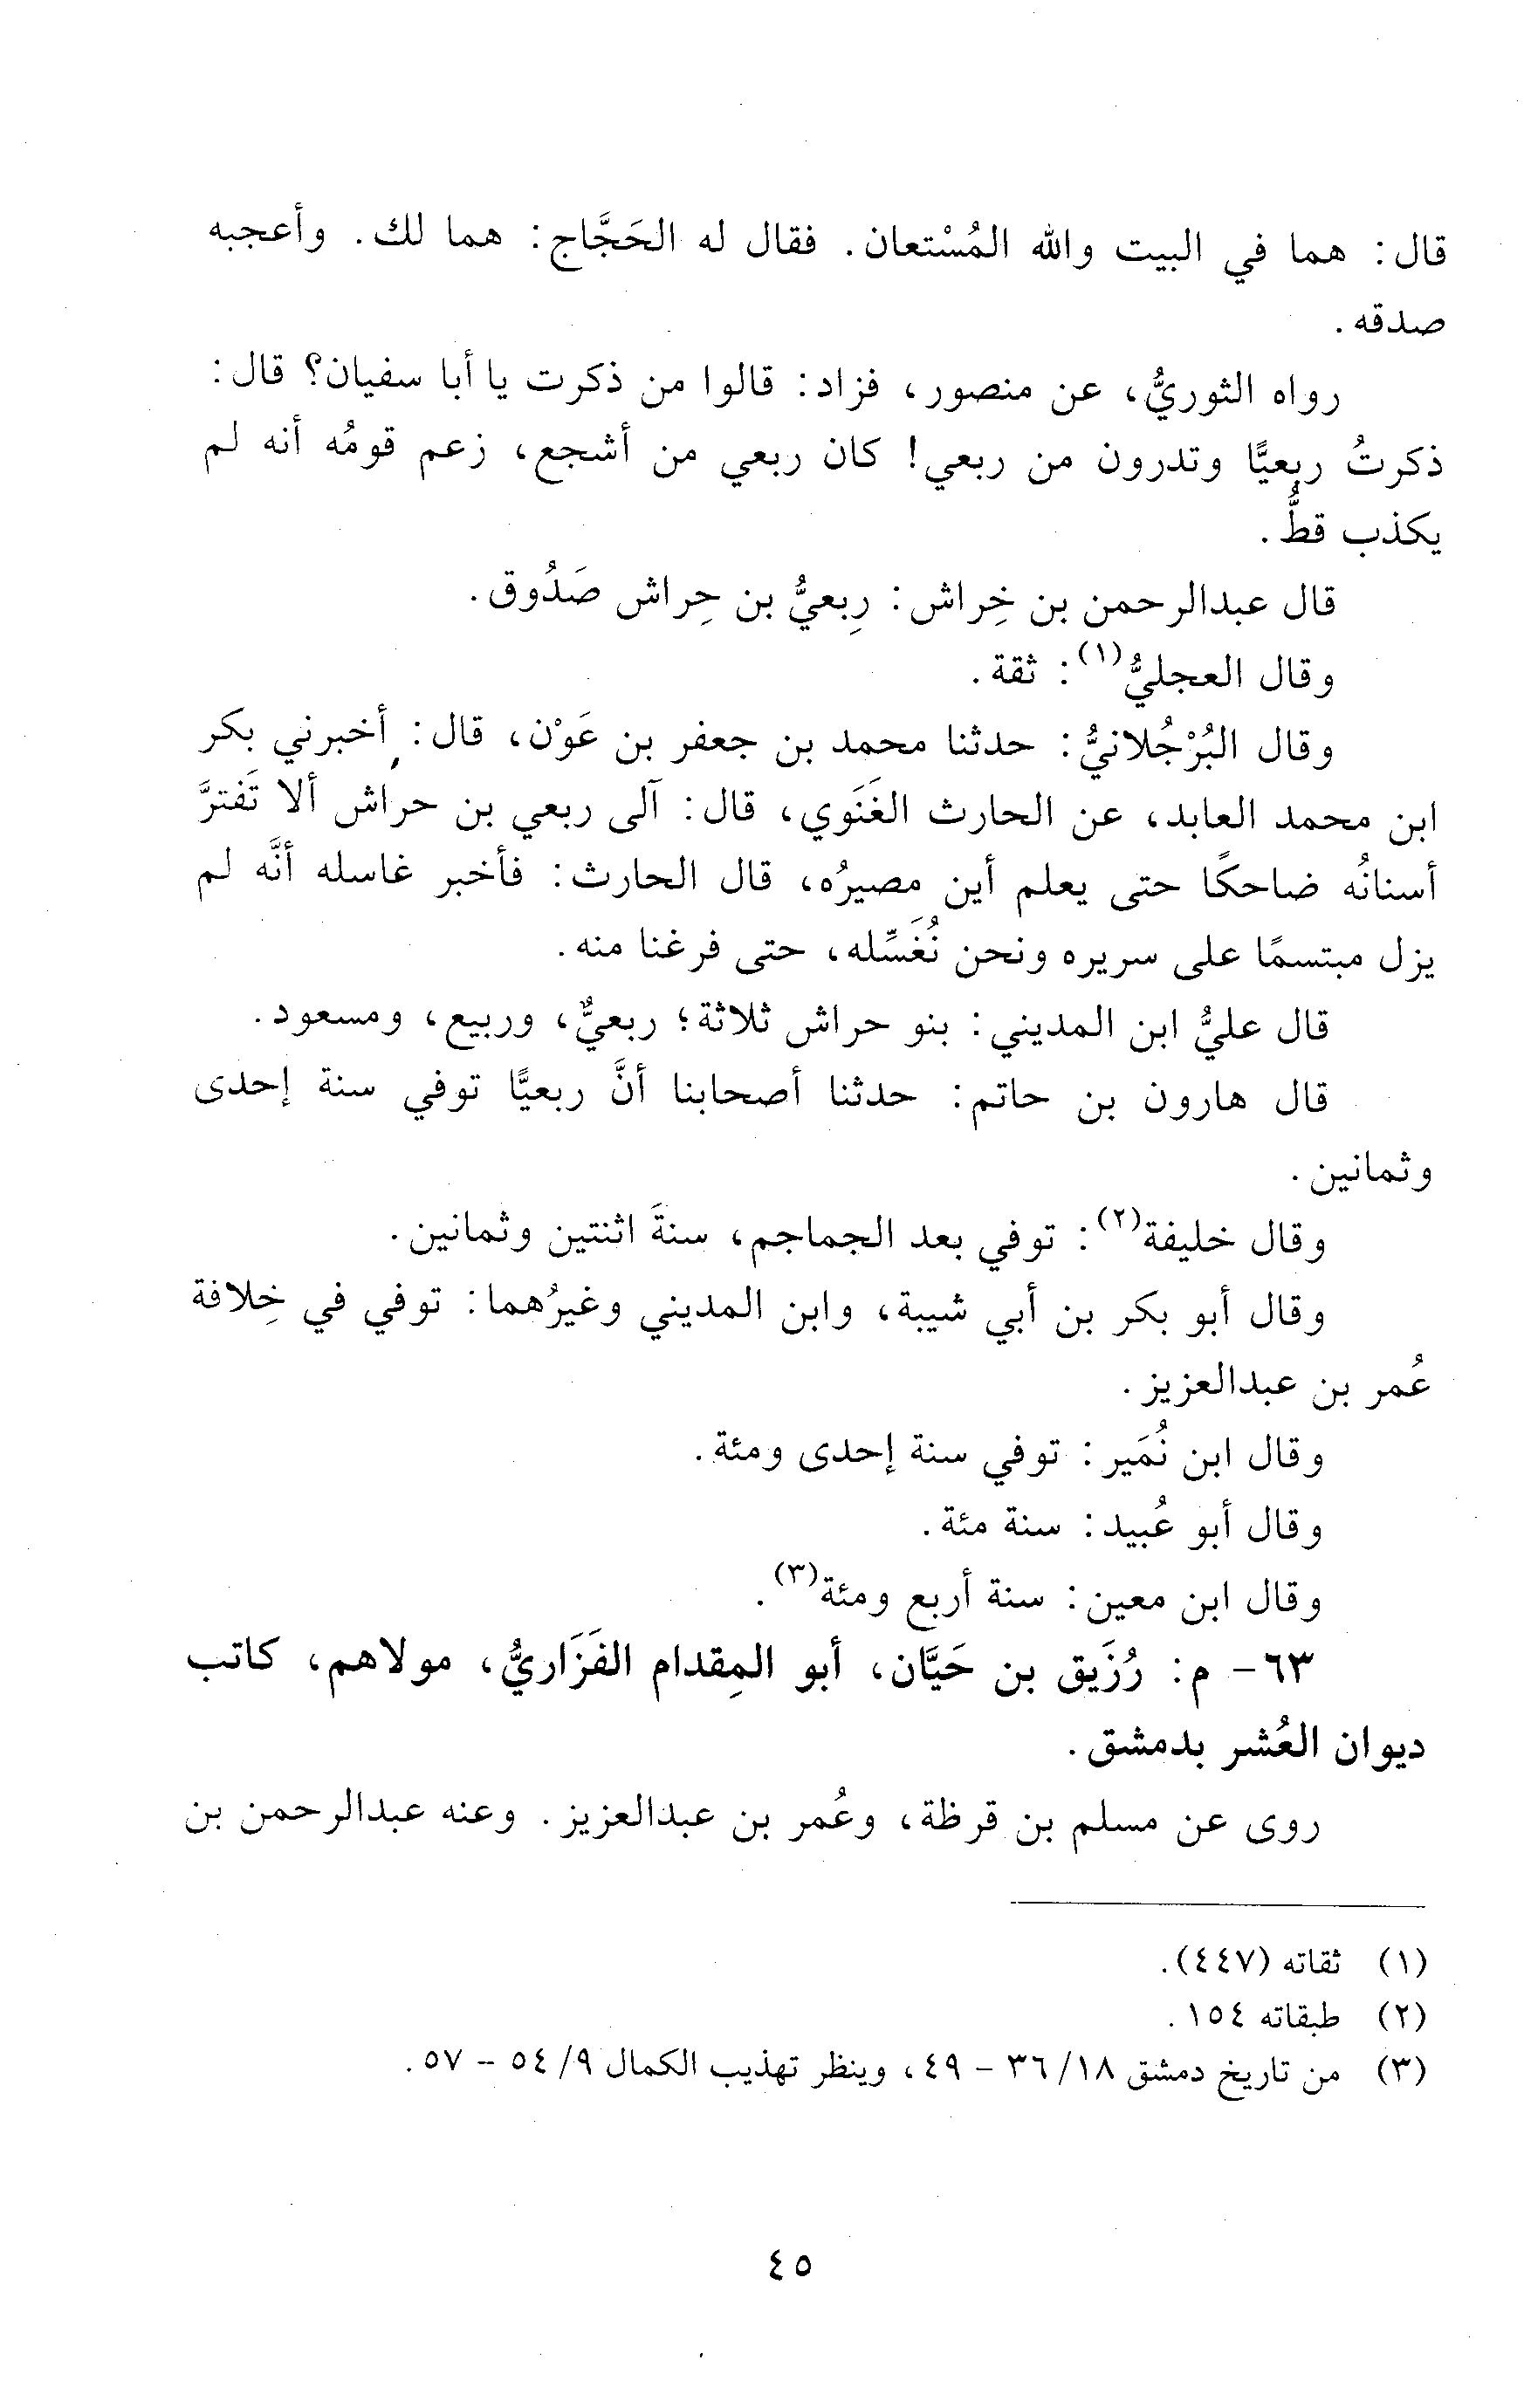 قال: هما في البيت والله المُسْتعان. فقال له الحَجَّاج: هما لك. وأعجبه
صدقه.
رواه الثوريُّ، عن منصور، فزاد: قالوا من ذكرت يا أبا سفيان؟ قال:
ذكرتُ ربعيًّا وتدرون من ربعي! كان ربعي من أشجع، زعم قومُه أنه لم
يكذب قطُّ.
قال عبدالرحمن بن خِراش: رِبعيُّ بن حِراش صَدُوق.
وقال العجليُّ(١): ثقة.
وقال البُرْجُلانيُّ: حدثنا محمد بن جعفر بن عَوْن، قال: أخبرني بكر
ابن محمد العابد، عن الحارث الغَنَوي، قال: آلى ربعي بن حراش ألا تَفترَّ
أسنانُه ضاحكًا حتى يعلم أين مصيرُه، قال الحارث: فأخبر غاسله أنَّه لم
يزل مبتسمًا على سريره ونحن نُغَسِّله، حتى فرغنا منه.
قال عليُّ ابن المديني: بنو حراش ثلاثة؛ ربعيٌّ، وربيع، ومسعود.
قال هارون بن حاتم: حدثنا أصحابنا أنَّ ربعيًّا توفي سنة إحدى
وثمانين.
وقال خليفة(٢): توفي بعد الجماجم، سنةَ اثنتين وثمانين.
وقال أبو بكر بن أبي شيبة، وابن المديني وغيرُهما: توفي في خِلافة
عُمر بن عبدالعزيز.
وقال ابن نُمَير: توفي سنة إحدى ومئة.
وقال أبو عُبيد: سنة مئة.
وقال ابن معين: سنة أربع ومئة(٣).
٦٣- م: رُزَيق بن حَيَّان، أبو المِقدام الفَزَاريُّ، مولاهم، كاتب
ديوان العُشر بدمشق.
روى عن مسلم بن قرظة، وعُمر بن عبدالعزيز. وعنه عبدالرحمن بن
(١) ثقاته (٤٤٧).
(٢) طبقاته ١٥٤.
(٣) من تاريخ دمشق ١٨/ ٣٦ - ٤٩، وينظر تهذيب الكمال ٩/ ٥٤ - ٥٧.
٤٥